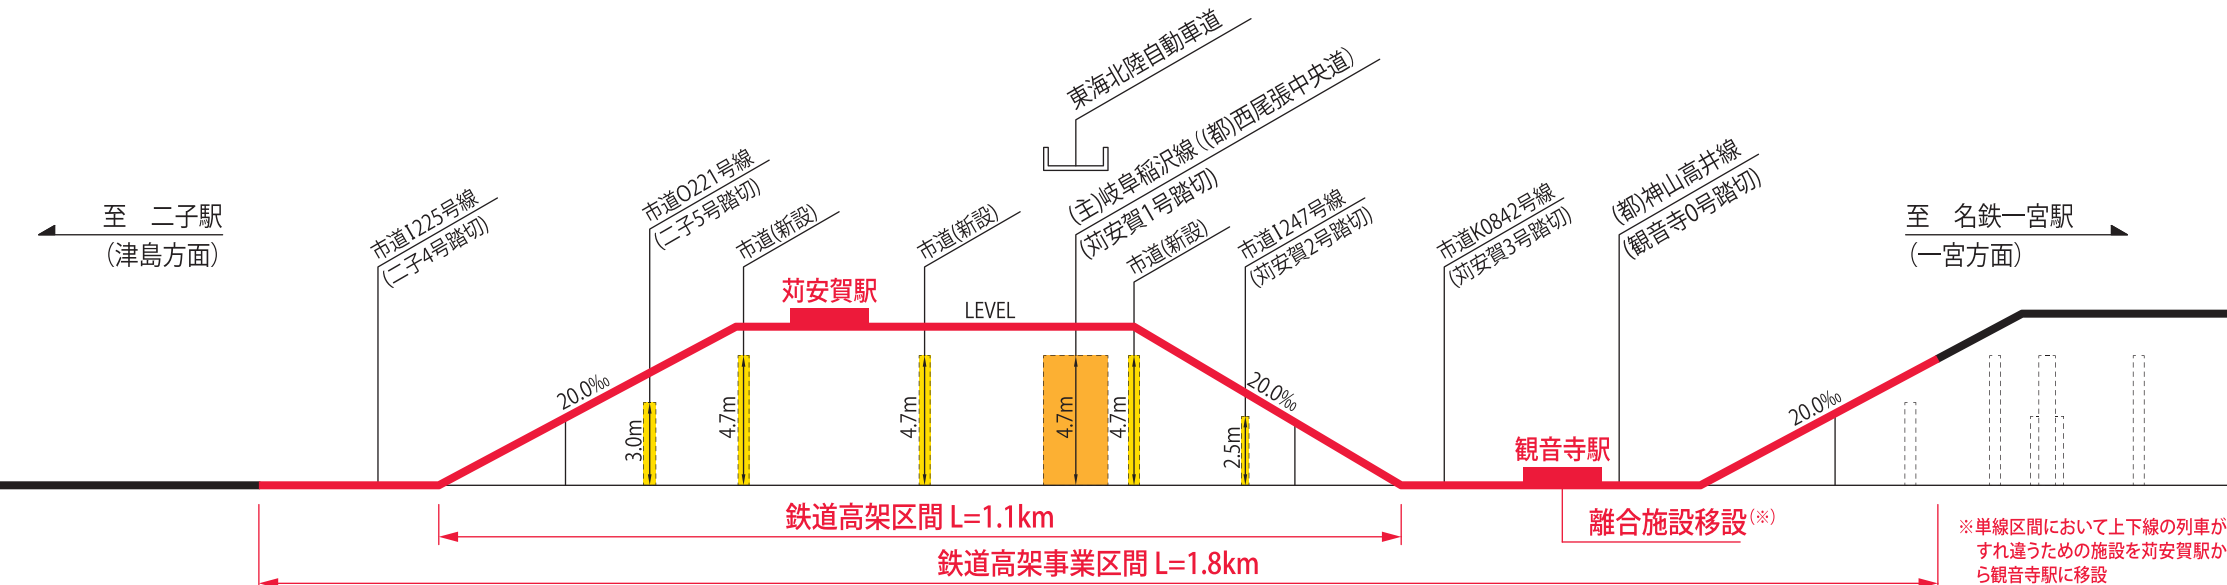 東海北陸自動車道
(主)岐阜稲沢線((都)西尾張中央道)
(苅安賀1号踏切)
至　二子駅
(津島方面)
市道1225号線
(二子4号踏切)
市道O221号線
(二子5号踏切)
市道(新設)
市道(新設)
市道(新設)
市道1247号線
(苅安賀2号踏切)
市道K0842号線
(苅安賀3号踏切)
(都)神山高井線
(観音寺0号踏切)
至　名鉄一宮駅
(一宮方面)
苅安賀駅
LEVEL
20.0‰
3.0m
4.7m
4.7m
4.7m
4.7m
20.0‰
2.5m
観音寺駅
20.0‰
鉄道高架区間 L=1.1km
離合施設移設(※)
鉄道高架事業区間 L=1.8km
※単線区間において上下線の列車が
すれ違うための施設を苅安賀駅か
ら観音寺駅に移設